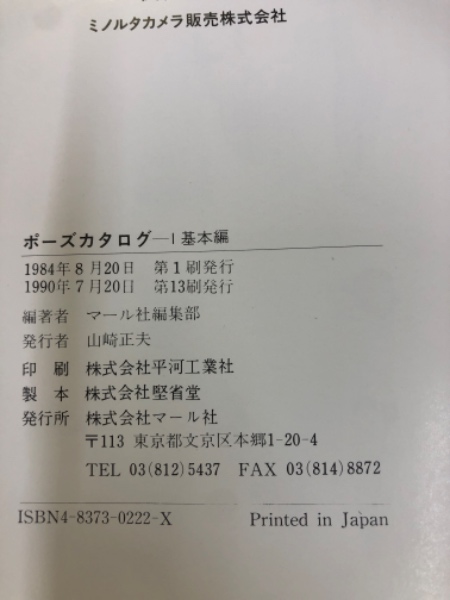 ミノルタカメラ販売株式会社
ポーズカタログ—I 基本編
1984年8月20日 第1刷発行
1990年7月20日 第13刷発行
編著者 マール社編集部
発行者 山崎正夫
印刷 株式会社平河工業社
製本 株式会社堅省堂
発行所 株式会社マール社
〒113 東京都文京区本郷1-20-4
TEL 03(812)5437 FAX 03(814)8872
ISBN4-8373-0222-X Printed in Japan